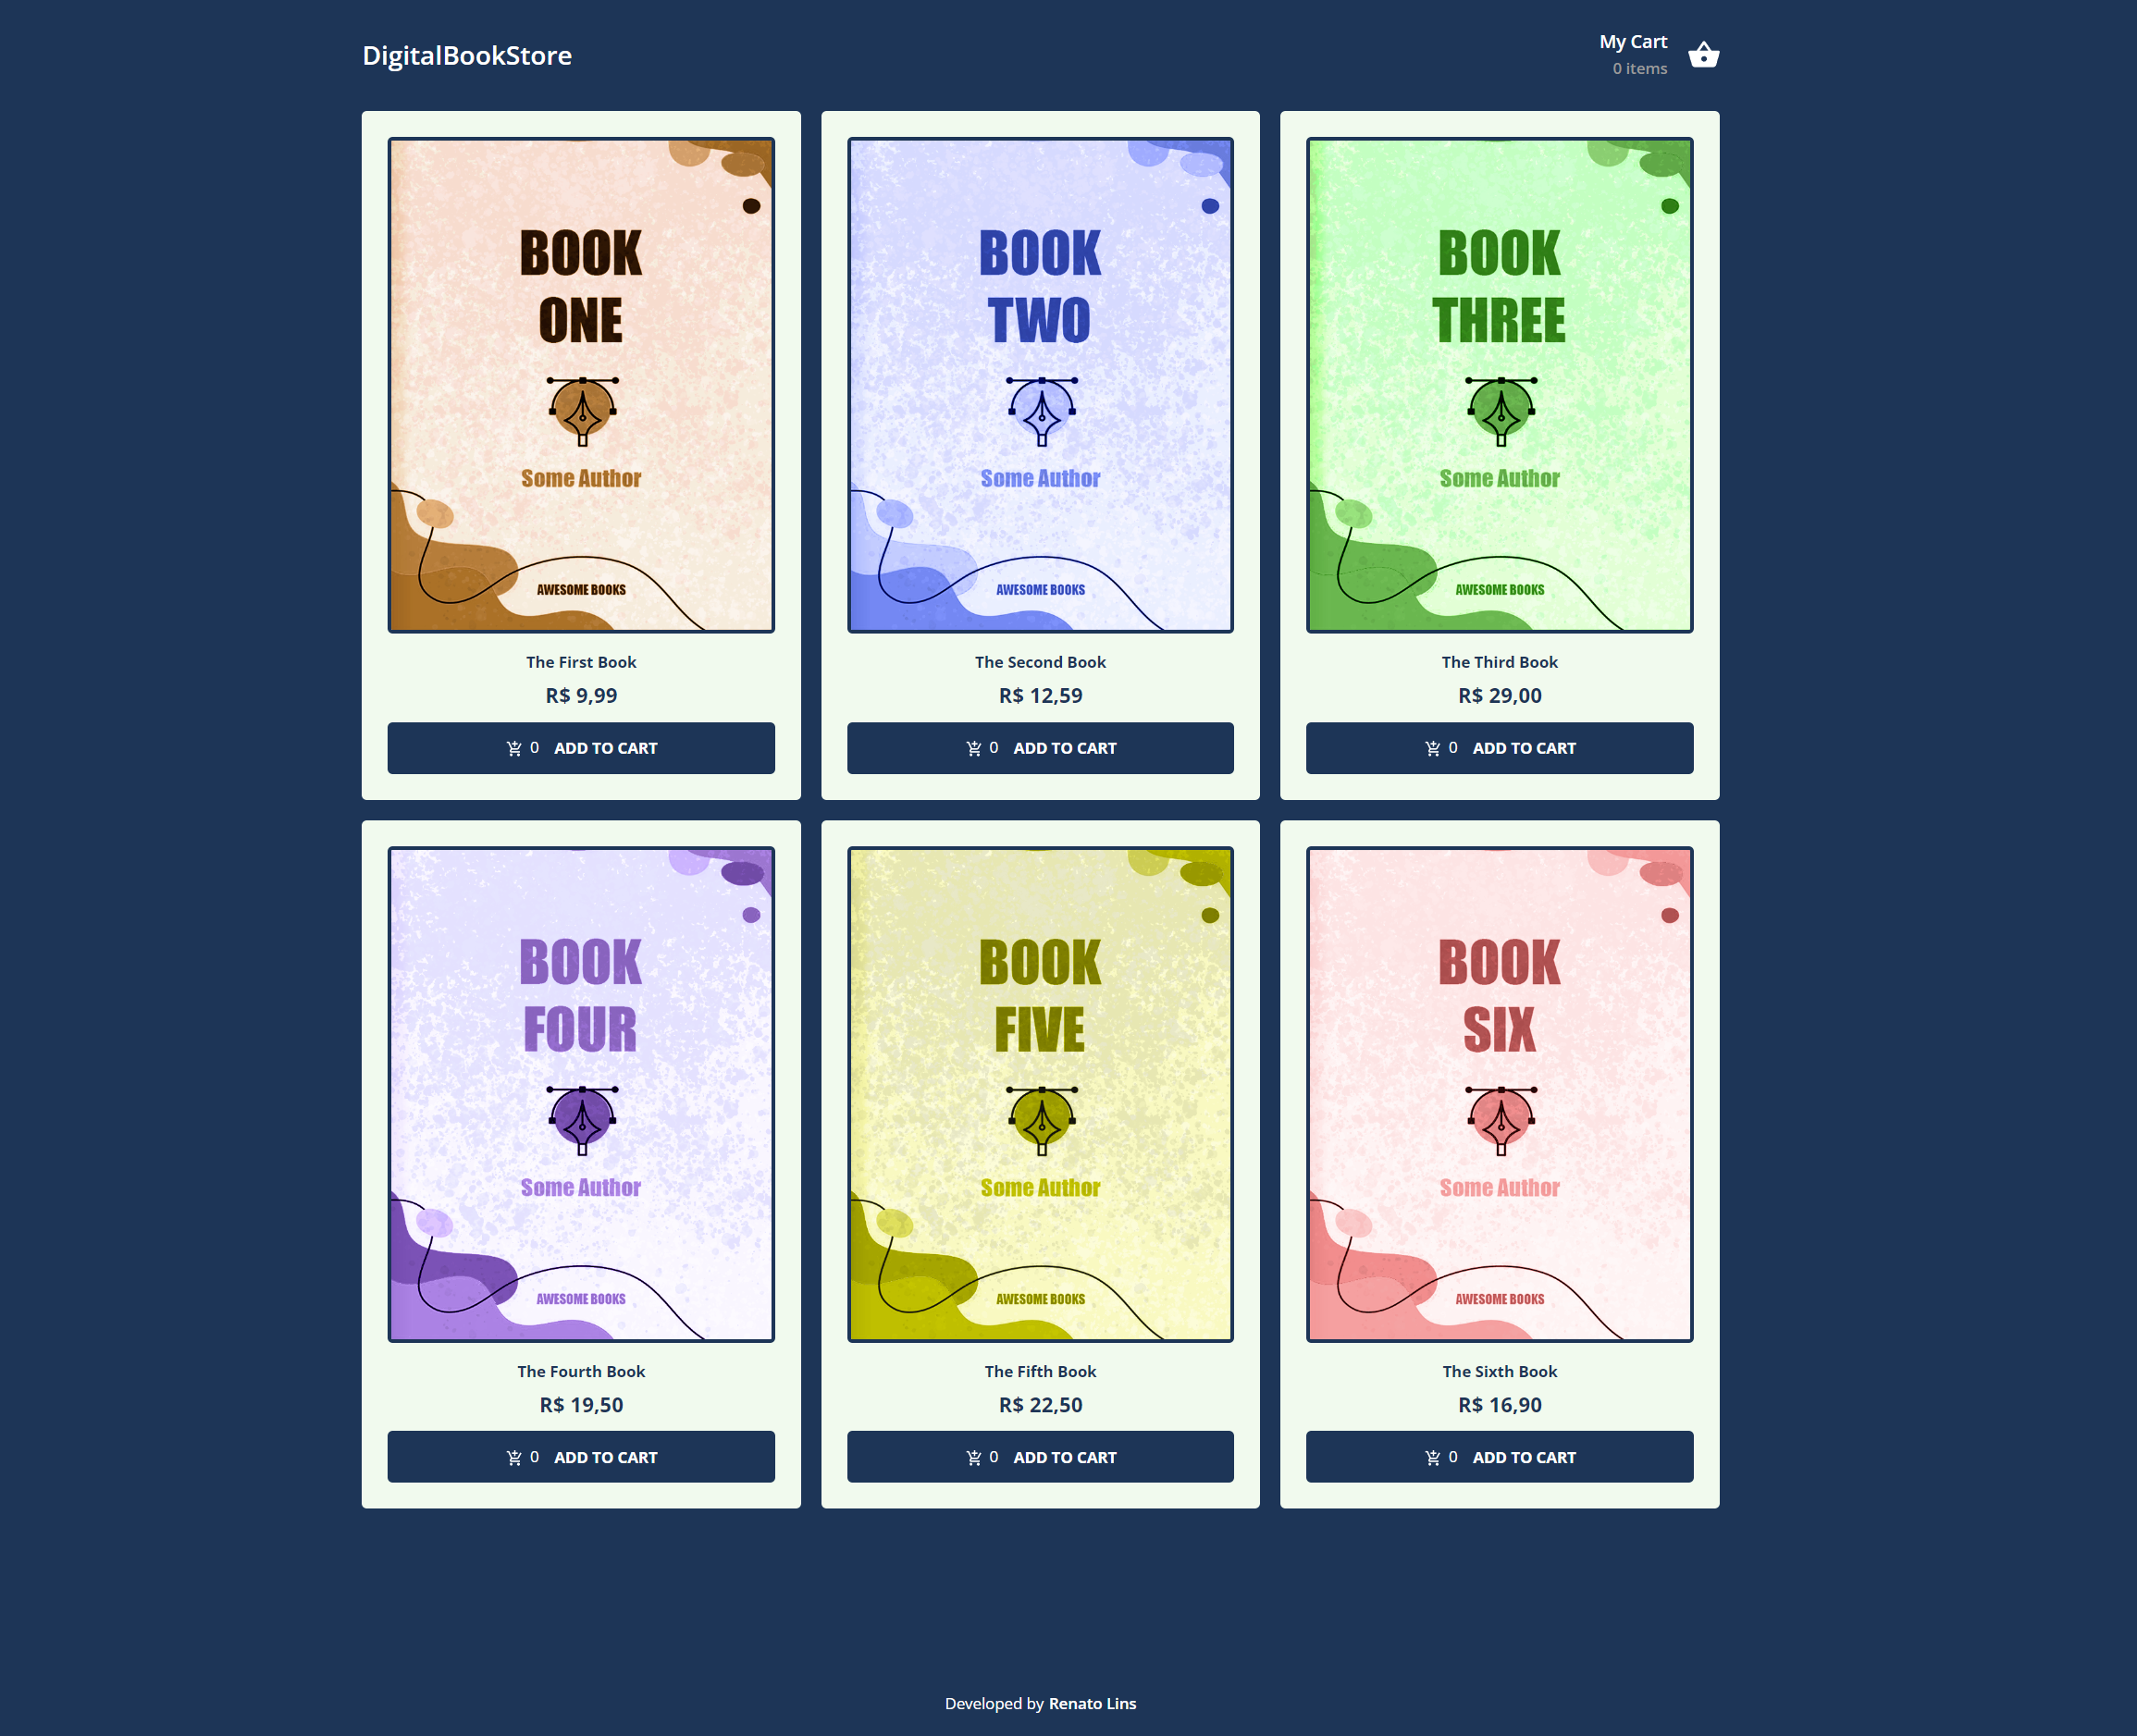 DigitalBookStore
My Cart
0 items
BOOK
ONE
Some Author
AWESOME BOOKS
The First Book
R$ 9,99
0 ADD TO CART
BOOK
TWO
Some Author
AWESOME BOOKS
The Second Book
R$ 12,59
0 ADD TO CART
BOOK
THREE
Some Author
AWESOME BOOKS
The Third Book
R$ 29,00
0 ADD TO CART
BOOK
FOUR
Some Author
AWESOME BOOKS
The Fourth Book
R$ 19,50
0 ADD TO CART
BOOK
FIVE
Some Author
AWESOME BOOKS
The Fifth Book
R$ 22,50
0 ADD TO CART
BOOK
SIX
Some Author
AWESOME BOOKS
The Sixth Book
R$ 16,90
0 ADD TO CART
Developed by Renato Lins